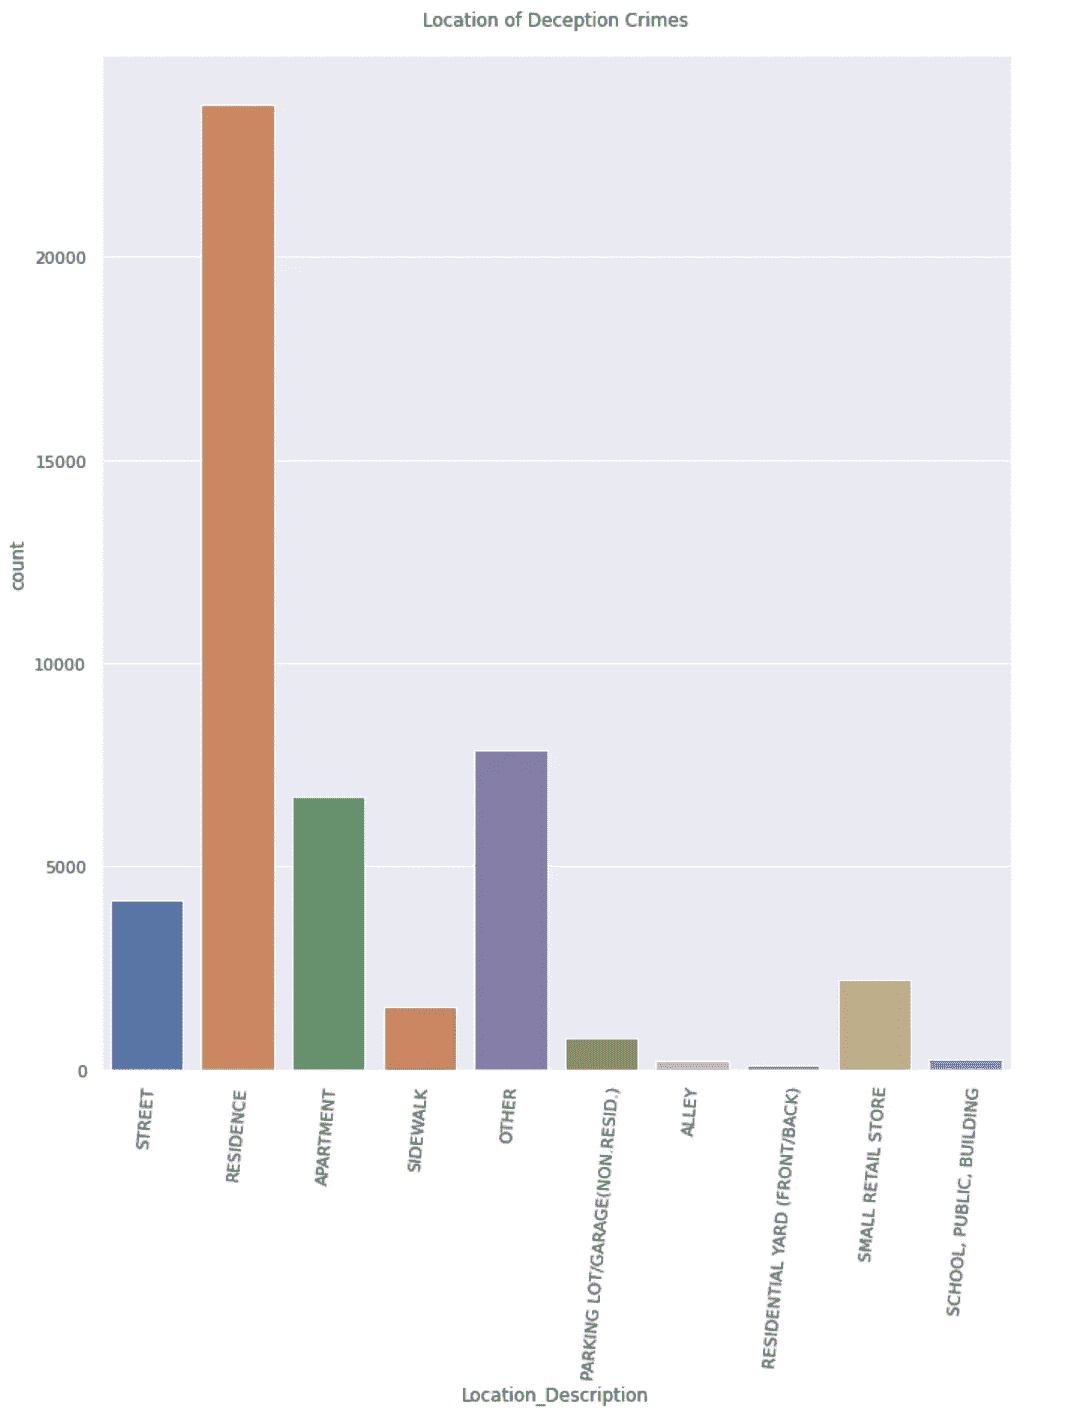 Location of Deception Crimes
count
20000
15000
10000
5000
0
STREET
RESIDENCE
APARTMENT
SIDEWALK
OTHER
PARKING LOT/GARAGE(NON.RESID.)
ALLEY
RESIDENTIAL YARD (FRONT/BACK)
SMALL RETAIL STORE
SCHOOL, PUBLIC, BUILDING
Location_Description